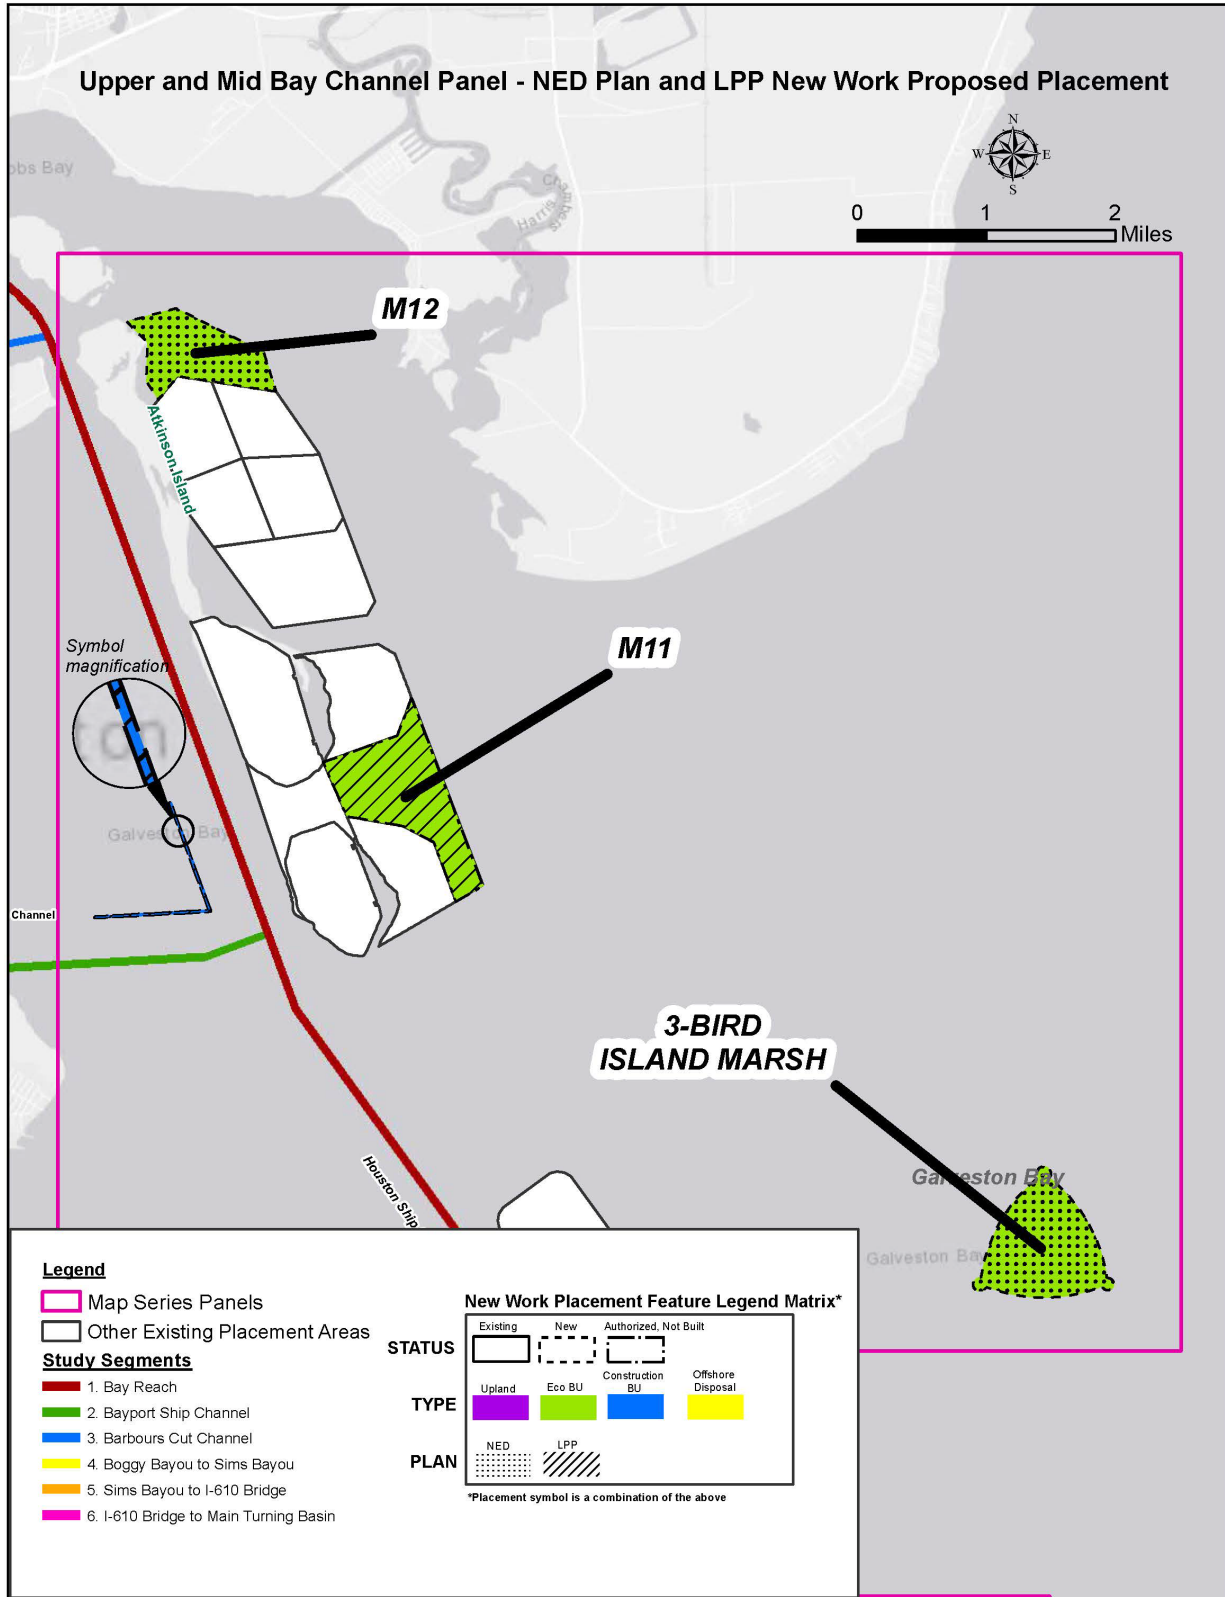 Upper and Mid Bay Channel Panel - NED Plan and LPP New Work Proposed Placement
N
W E
S
obs Bay
Chambers
Harris
0 1 2
Miles
M12
Atkinson Island
M11
Symbol
magnification
ton
Galveston Bay
Channel
3-BIRD
ISLAND MARSH
Houston Ship
Galveston Bay
Galveston Bay
Legend
Map Series Panels
Other Existing Placement Areas
Study Segments
1. Bay Reach
2. Bayport Ship Channel
3. Barbours Cut Channel
4. Boggy Bayou to Sims Bayou
5. Sims Bayou to I-610 Bridge
6. I-610 Bridge to Main Turning Basin
New Work Placement Feature Legend Matrix*
STATUS
Existing
New
Authorized, Not Built
TYPE
Upland
Eco BU
Construction
BU
Offshore
Disposal
PLAN
NED
LPP
*Placement symbol is a combination of the above